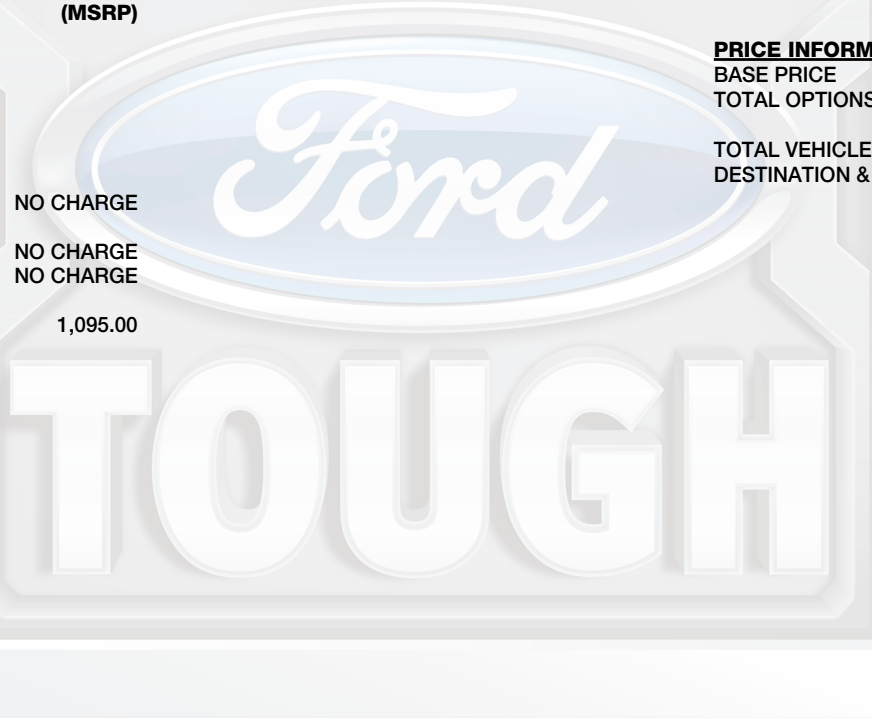 (MSRP)
PRICE INFORM
BASE PRICE
TOTAL OPTIONS
TOTAL VEHICLE
DESTINATION &
NO CHARGE
NO CHARGE
NO CHARGE
1,095.00
Ford
TOUGH